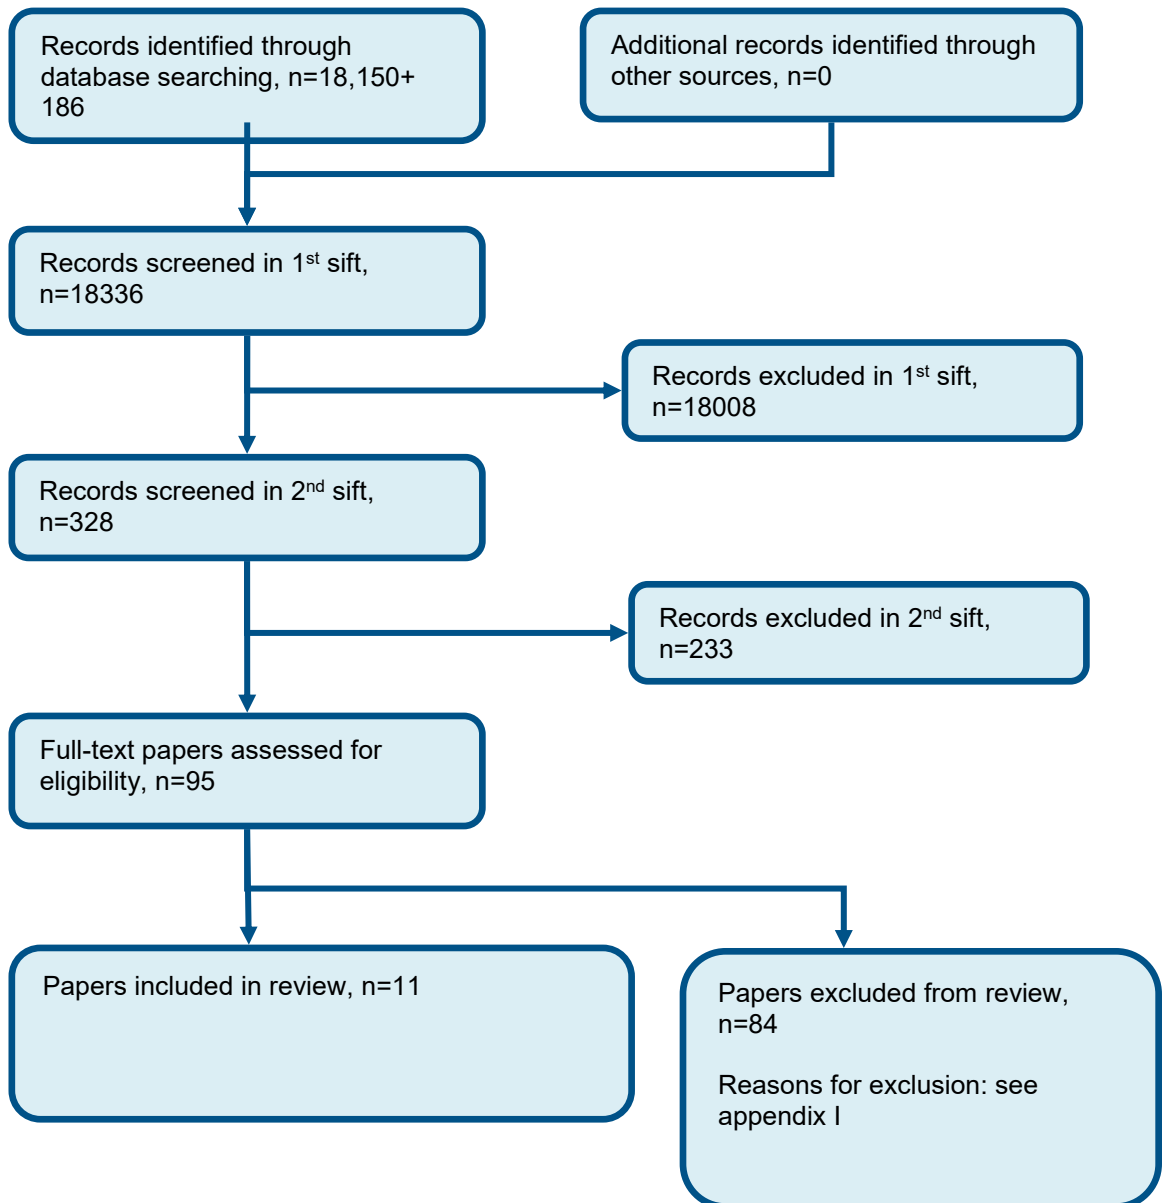 Records identified through
database searching, n=18,150+
186
Additional records identified through
other sources, n=0
Records screened in 1st sift,
n=18336
Records excluded in 1st sift,
n=18008
Records screened in 2nd sift,
n=328
Records excluded in 2nd sift,
n=233
Full-text papers assessed for
eligibility, n=95
Papers included in review, n=11
Papers excluded from review,
n=84
Reasons for exclusion: see
appendix I